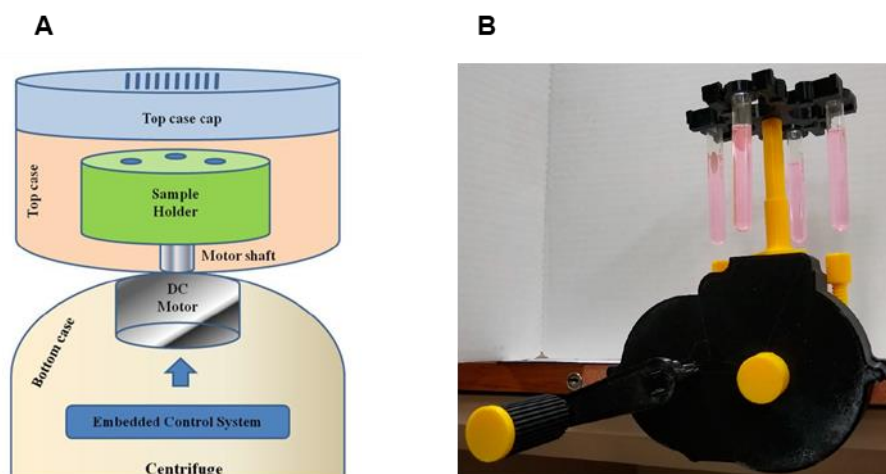 A
B
Top case cap
Top case
Sample
Holder
Motor shaft
DC
Motor
Bottom case
Embedded Control System
Centrifuge